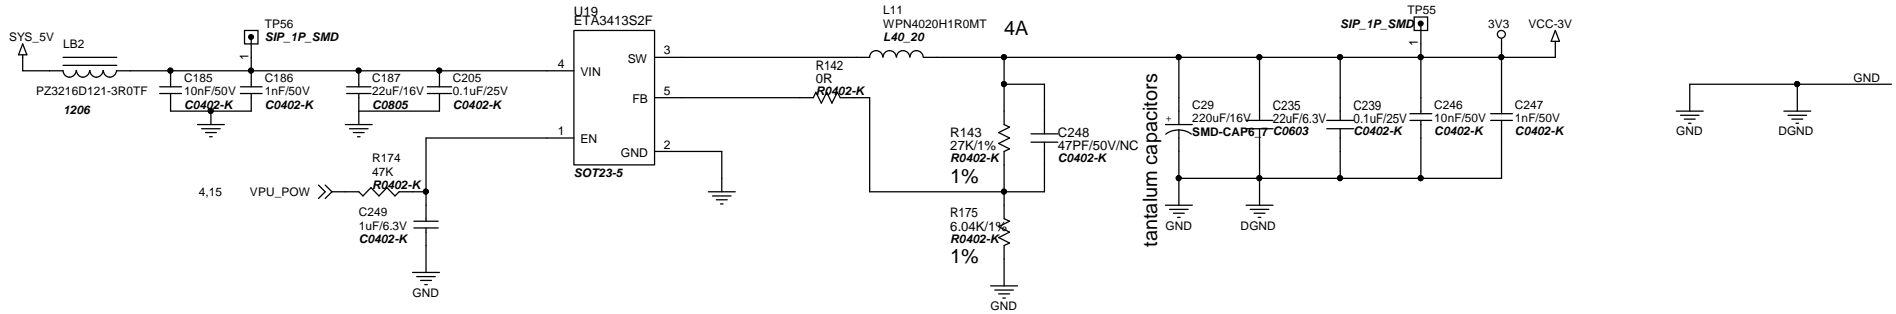 SYS_5V
LB2
PZ3216D121-3R0TF
1206
TP56
SIP_1P_SMD
1
C185
10nF/50V
C0402-K
C186
1nF/50V
C0402-K
C187
22uF/16V
C0805
C205
0.1uF/25V
C0402-K
U19
ETA3413S2F
4
VIN
SW
3
FB
5
1
EN
GND
2
SOT23-5
4,15
VPU_POW
R174
47K
R0402-K
C249
1uF/6.3V
C0402-K
GND
L11
WPN4020H1R0MT
L40_20
4A
R142
0R
R0402-K
R143
27K/1%
R0402-K
1%
C248
47PF/50V/NC
C0402-K
R175
6.04K/1%
R0402-K
1%
GND
tantalum capacitors
+
C29
220uF/16V
SMD-CAP6_7
C235
22uF/6.3V
C0603
C239
0.1uF/25V
C0402-K
C246
10nF/50V
C0402-K
C247
1nF/50V
C0402-K
GND
DGND
TP55
SIP_1P_SMD
1
3V3
VCC-3V
GND
GND
DGND